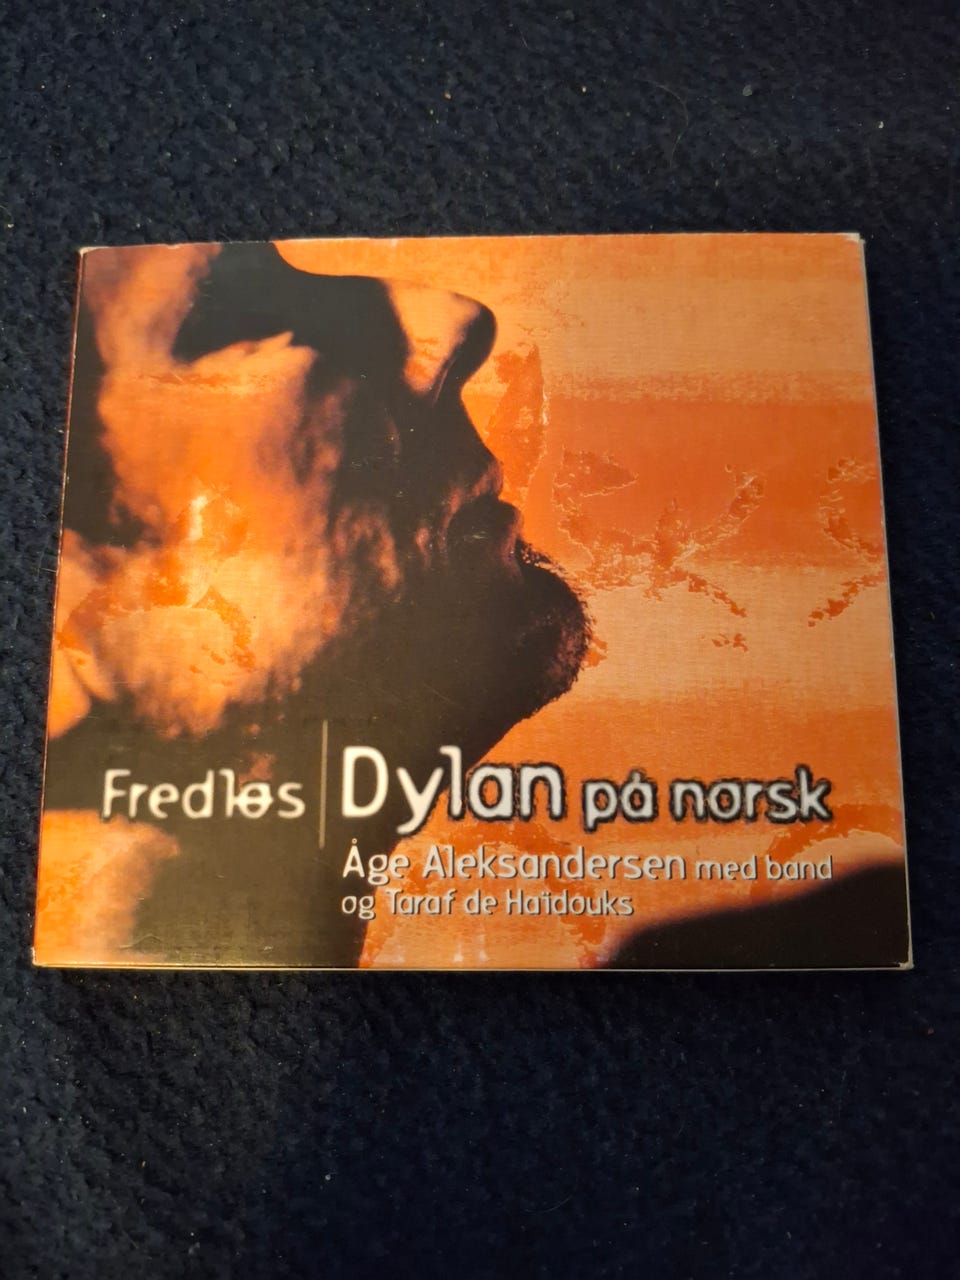 Fredløs | Dylan på norsk
Åge Aleksandersen med band
og Taraf de Haïdouks